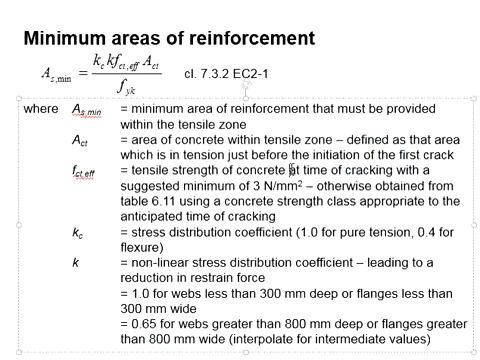 Minimum areas of reinforcement
A s,min = k c k f ct,eff A ct / f yk cl. 7.3.2 EC2-1
where As,min = minimum area of reinforcement that must be provided
within the tensile zone
Act = area of concrete within tensile zone – defined as that area
which is in tension just before the initiation of the first crack
fct,eff = tensile strength of concrete at time of cracking with a
suggested minimum of 3 N/mm2 – otherwise obtained from
table 6.11 using a concrete strength class appropriate to the
anticipated time of cracking
kc = stress distribution coefficient (1.0 for pure tension, 0.4 for
flexure)
k = non-linear stress distribution coefficient – leading to a
reduction in restrain force
= 1.0 for webs less than 300 mm deep or flanges less than
300 mm wide
= 0.65 for webs greater than 800 mm deep or flanges greater
than 800 mm wide (interpolate for intermediate values)